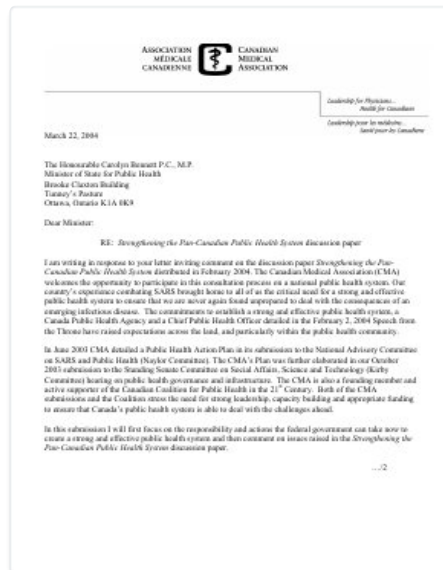 ASSOCIATION MÉDICALE CANADIENNE
CANADIAN MEDICAL ASSOCIATION
Leadership for Physicians...
Health for Canadians
Leadership pour les médecins...
Santé pour les Canadiens
March 22, 2004
The Honourable Carolyn Bennett P.C., M.P.
Minister of State for Public Health
Brooke Claxton Building
Tunney's Pasture
Ottawa, Ontario K1A 0K9
Dear Minister:
RE: Strengthening the Pan-Canadian Public Health System discussion paper
I am writing in response to your letter inviting comment on the discussion paper Strengthening the Pan-
Canadian Public Health System distributed in February 2004. The Canadian Medical Association (CMA)
welcomes the opportunity to participate in this consultation process on a national public health system. Our
country's experience combating SARS brought home to all of us the critical need for a strong and effective
public health system to ensure that we are never again found unprepared to deal with the consequences of an
emerging infectious disease. The commitments to establish a strong and effective public health system, a
Canada Public Health Agency and a Chief Public Health Officer detailed in the February 2, 2004 Speech from
the Throne have raised expectations across the land, and particularly within the public health community.
In June 2003 CMA detailed a Public Health Action Plan in its submission to the National Advisory Committee
on SARS and Public Health (Naylor Committee). The CMA's Plan was further elaborated in our October
2003 submission to the Standing Senate Committee on Social Affairs, Science and Technology (Kirby
Committee) hearing on public health governance and infrastructure. The CMA is also a founding member and
active supporter of the Canadian Coalition for Public Health in the 21st Century. Both of the CMA
submissions and the Coalition stress the need for strong leadership, capacity building and appropriate funding
to ensure that Canada's public health system is able to deal with the challenges ahead.
In this submission I will first focus on the responsibility and actions the federal government can take now to
create a strong and effective public health system and then comment on issues raised in the Strengthening the
Pan-Canadian Public Health System discussion paper.
.../2